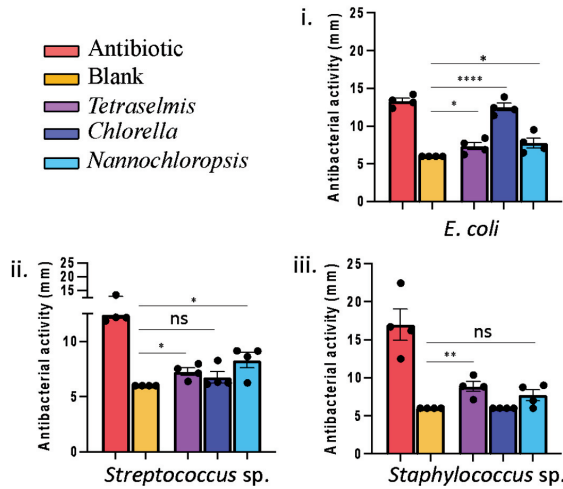 Antibiotic
Blank
Tetraselmis
Chlorella
Nannochloropsis
i.
Antibacterial activity (mm)
25
20
15
10
5
0
*
****
*
E. coli
ii.
Antibacterial activity (mm)
25
20
15
10
5
0
*
ns
*
Streptococcus sp.
iii.
Antibacterial activity (mm)
25
20
15
10
5
0
ns
**
Staphylococcus sp.